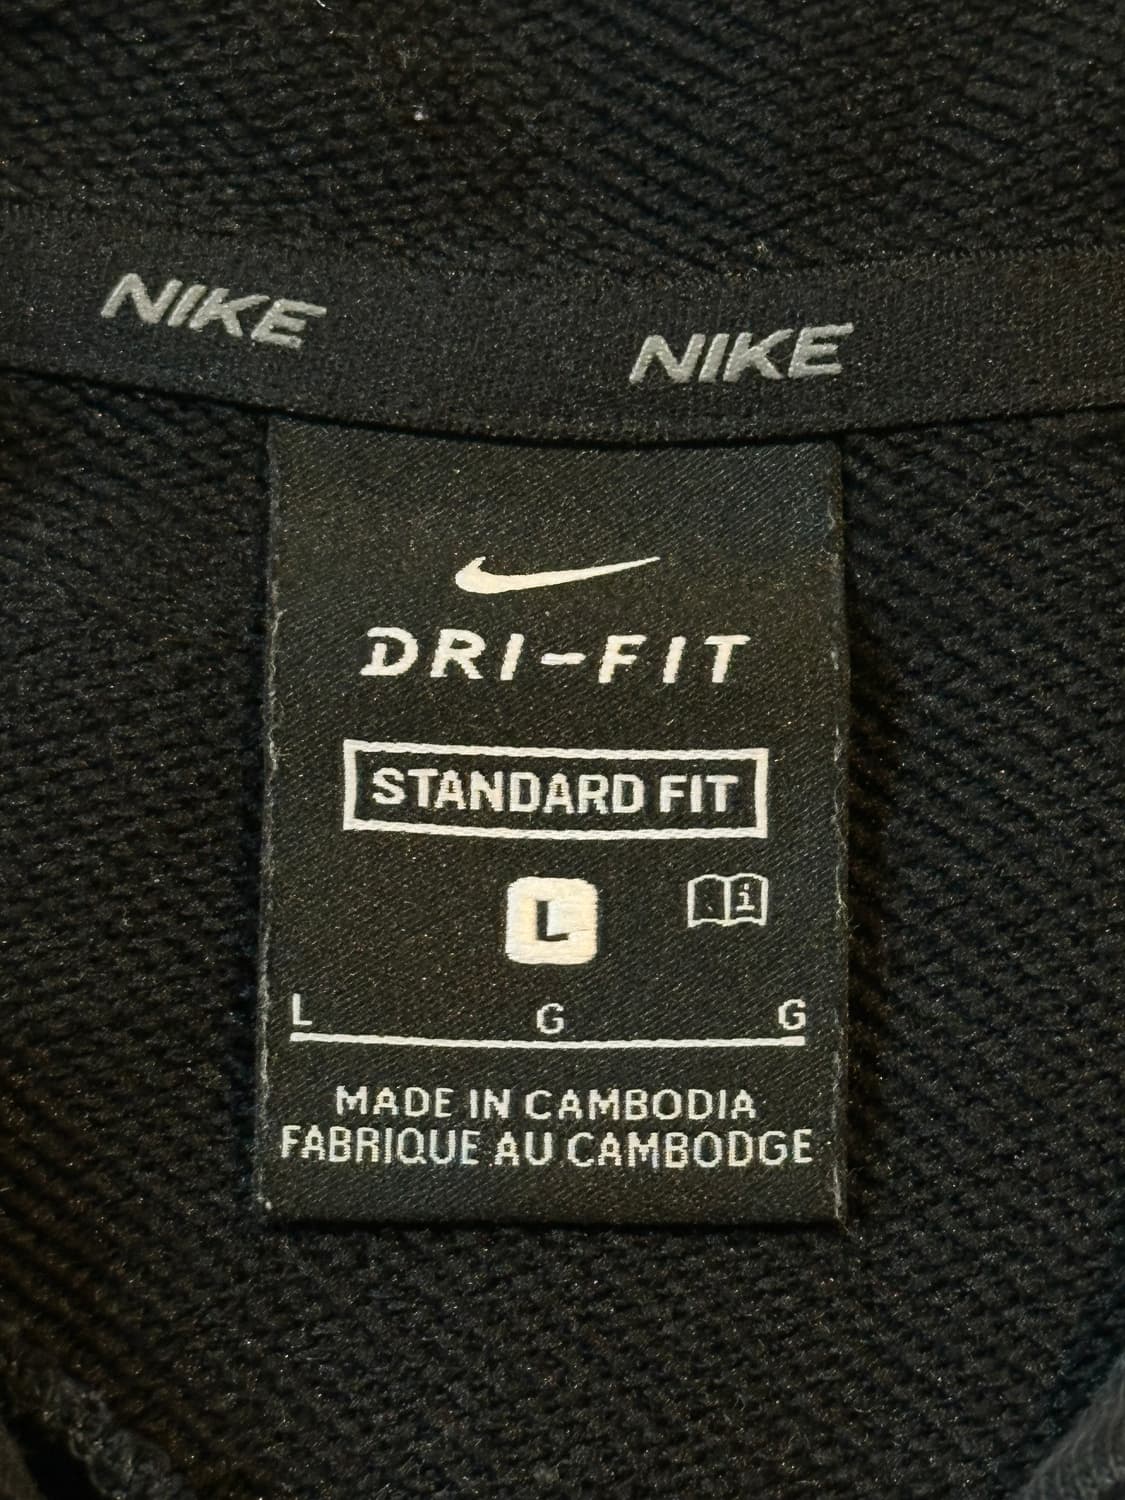 NIKE NIKE
DRI-FIT
STANDARD FIT
L i
L G G
MADE IN CAMBODIA
FABRIQUE AU CAMBODGE